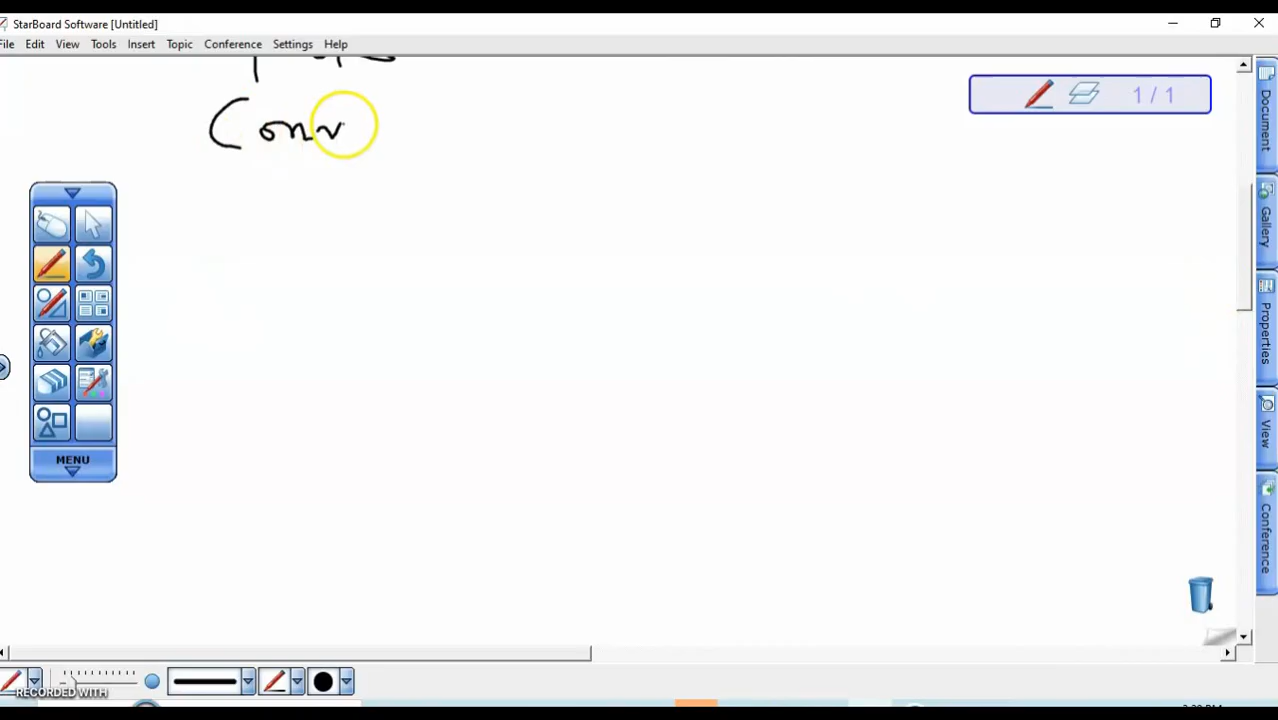 StarBoard Software [Untitled]
File Edit View Tools Insert Topic Conference Settings Help
Conv
1 / 1
Document
Gallery
Properties
View
Conference
MENU
RECORDED WITH